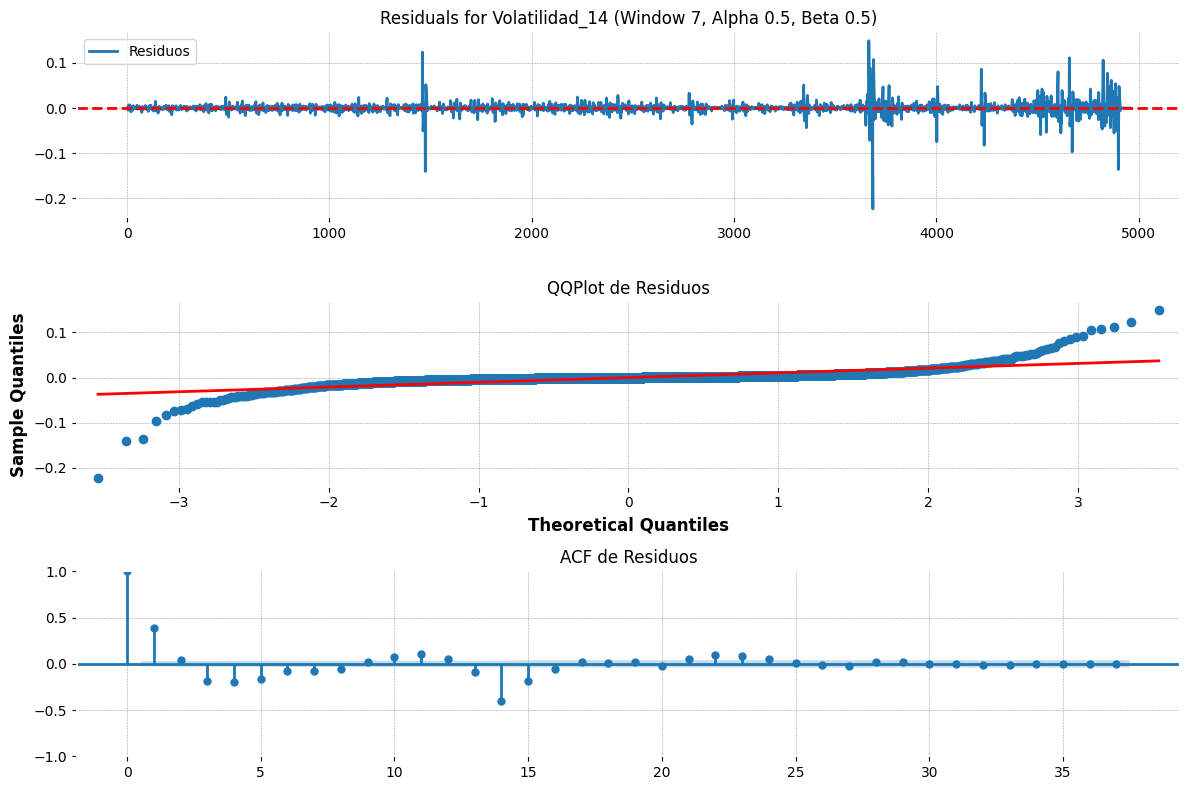 Residuals for Volatilidad_14 (Window 7, Alpha 0.5, Beta 0.5)
Residuos
0.1
0.0
−0.1
−0.2
0 1000 2000 3000 4000 5000
QQPlot de Residuos
Sample Quantiles
0.1
0.0
−0.1
−0.2
−3 −2 −1 0 1 2 3
Theoretical Quantiles
ACF de Residuos
1.0
0.5
0.0
−0.5
−1.0
0 5 10 15 20 25 30 35